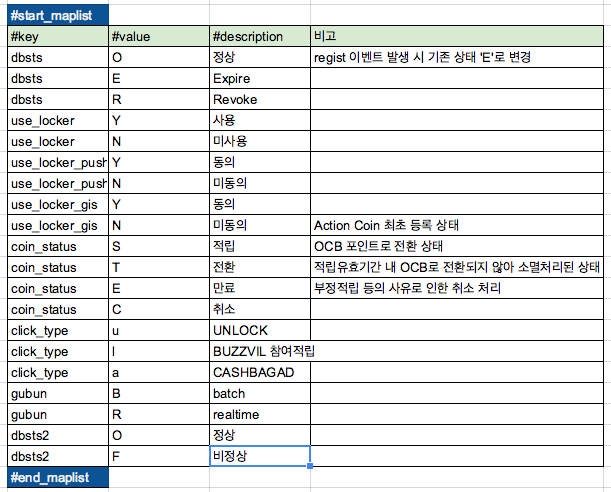 #start_maplist
#key #value #description 비고
dbsts O 정상 regist 이벤트 발생 시 기존 상태 'E'로 변경
dbsts E Expire
dbsts R Revoke
use_locker Y 사용
use_locker N 미사용
use_locker_push Y 동의
use_locker_push N 미동의
use_locker_gis Y 동의
use_locker_gis N 미동의 Action Coin 최초 등록 상태
coin_status S 적립 OCB 포인트로 전환 상태
coin_status T 전환 적립유효기간 내 OCB로 전환되지 않아 소멸처리된 상태
coin_status E 만료 부정적립 등의 사유로 인한 취소 처리
coin_status C 취소
click_type u UNLOCK
click_type l BUZZVIL 참여적립
click_type a CASHBAGAD
gubun B batch
gubun R realtime
dbsts2 O 정상
dbsts2 F 비정상
#end_maplist